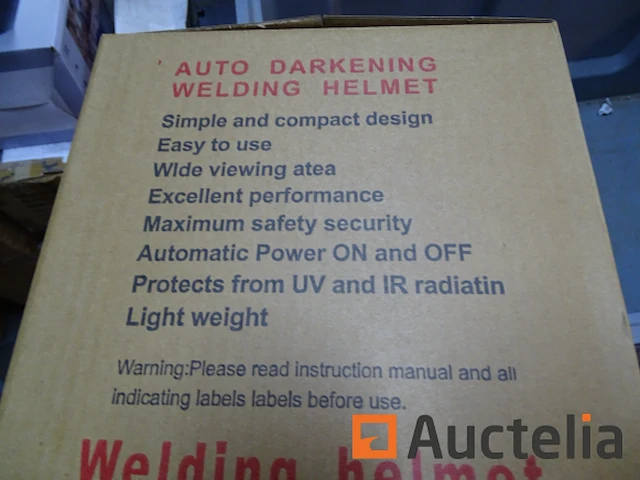 AUTO DARKENING
WELDING HELMET
Simple and compact design
Easy to use
WIde viewing atea
Excellent performance
Maximum safety security
Automatic Power ON and OFF
Protects from UV and IR radiatin
Light weight
Warning:Please read instruction manual and all
indicating labels labels before use.
Auctelia
Welding helmet